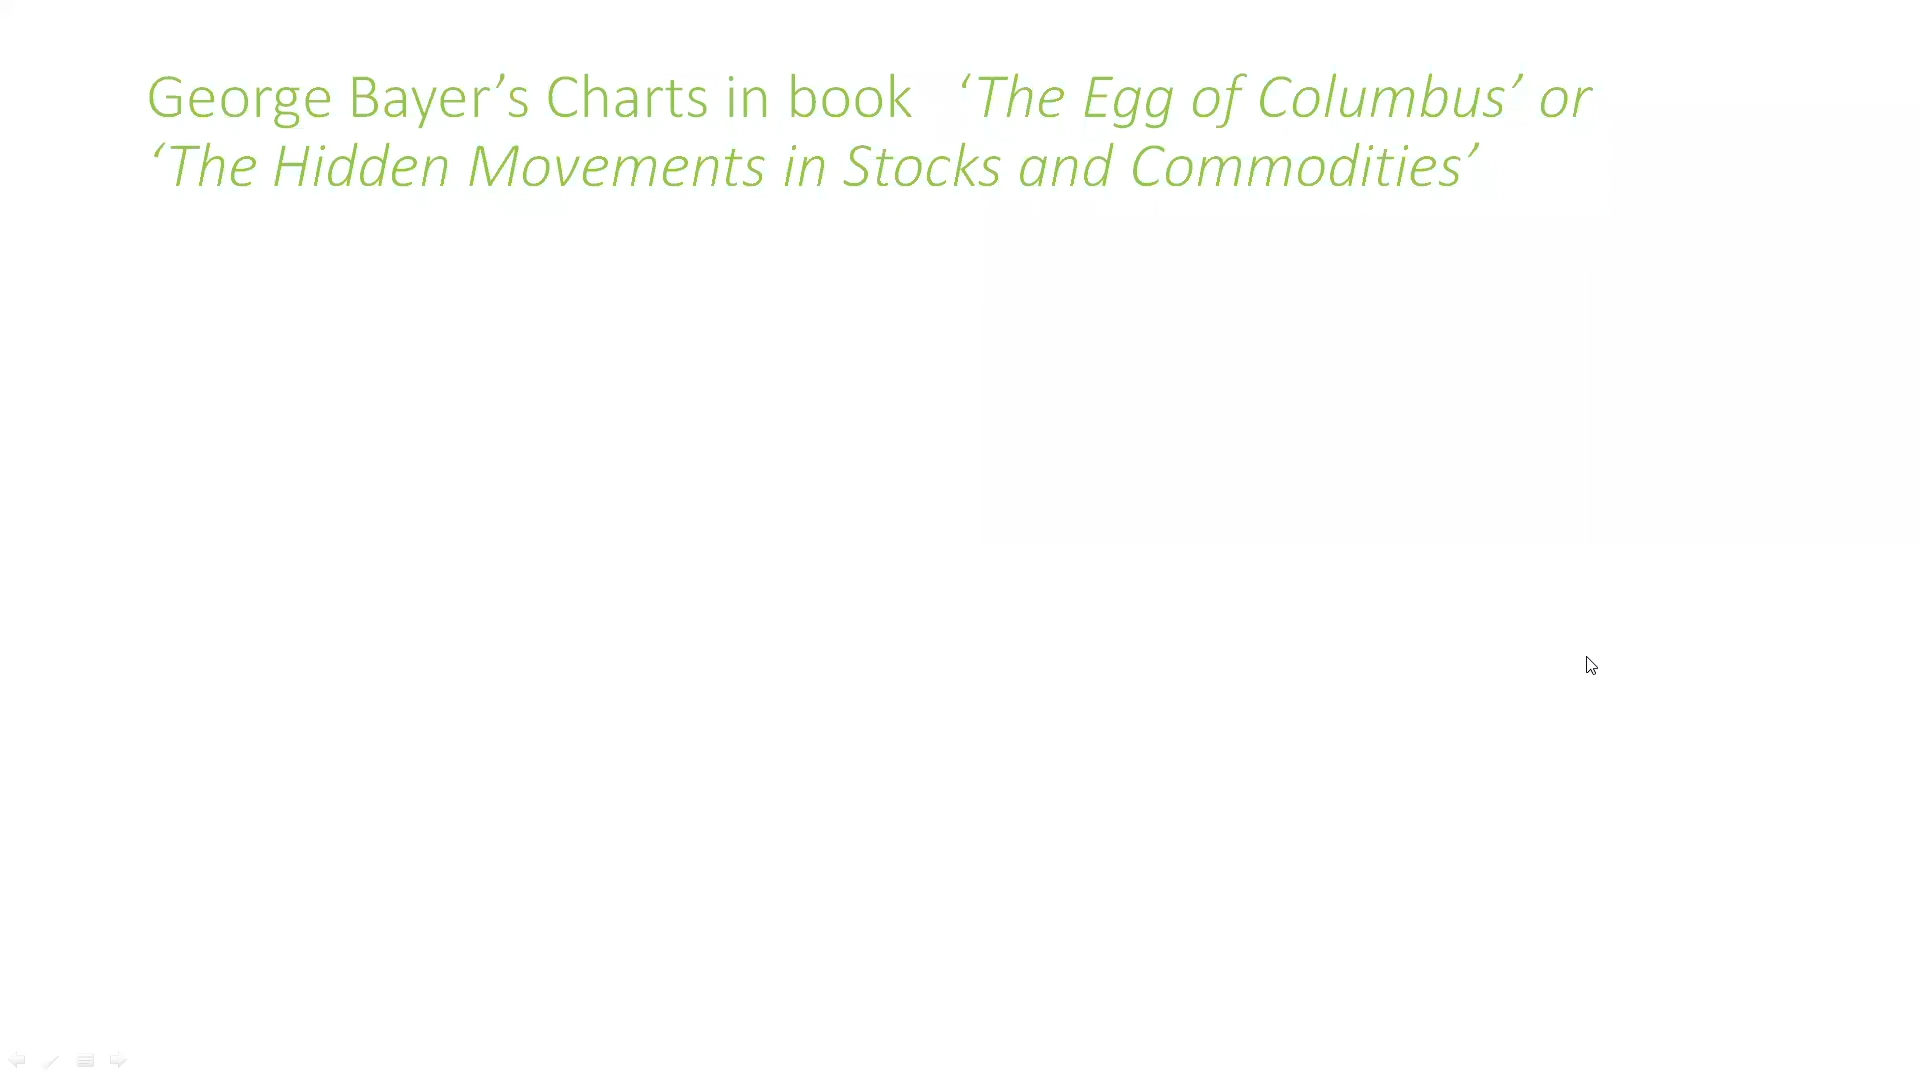 George Bayer’s Charts in book ‘The Egg of Columbus’ or
‘The Hidden Movements in Stocks and Commodities’